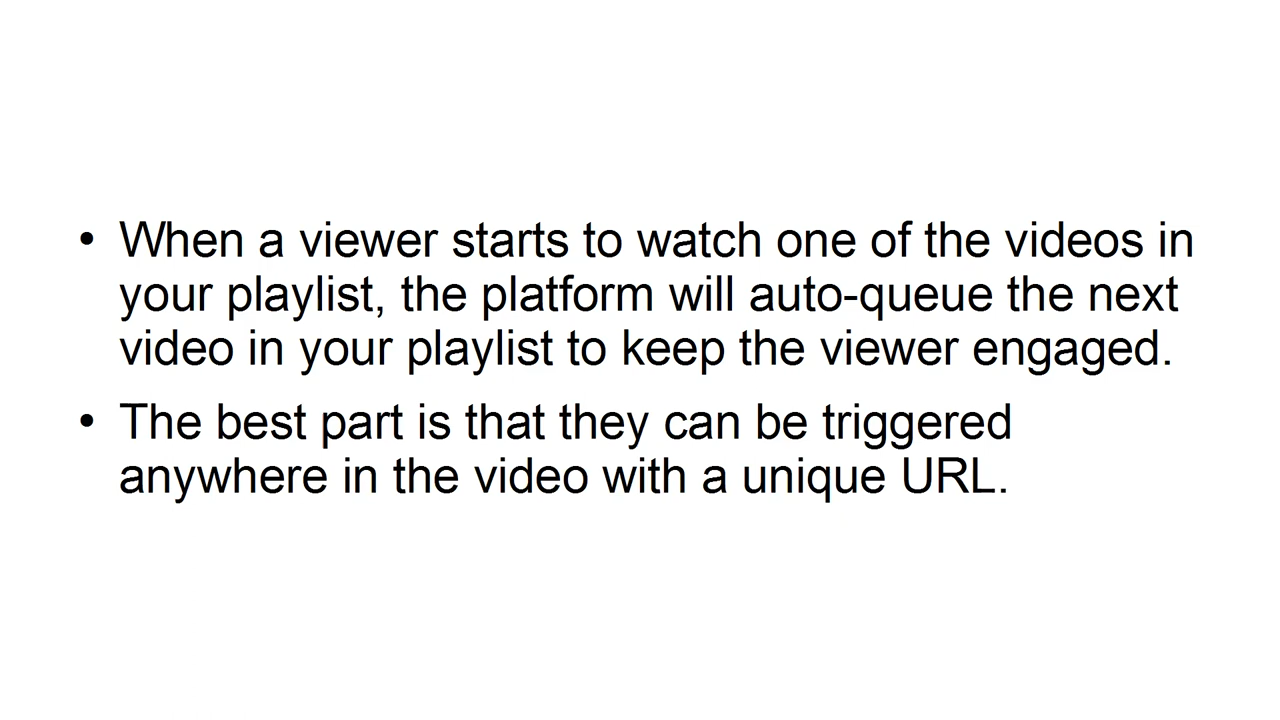 • When a viewer starts to watch one of the videos in
your playlist, the platform will auto-queue the next
video in your playlist to keep the viewer engaged.
• The best part is that they can be triggered
anywhere in the video with a unique URL.